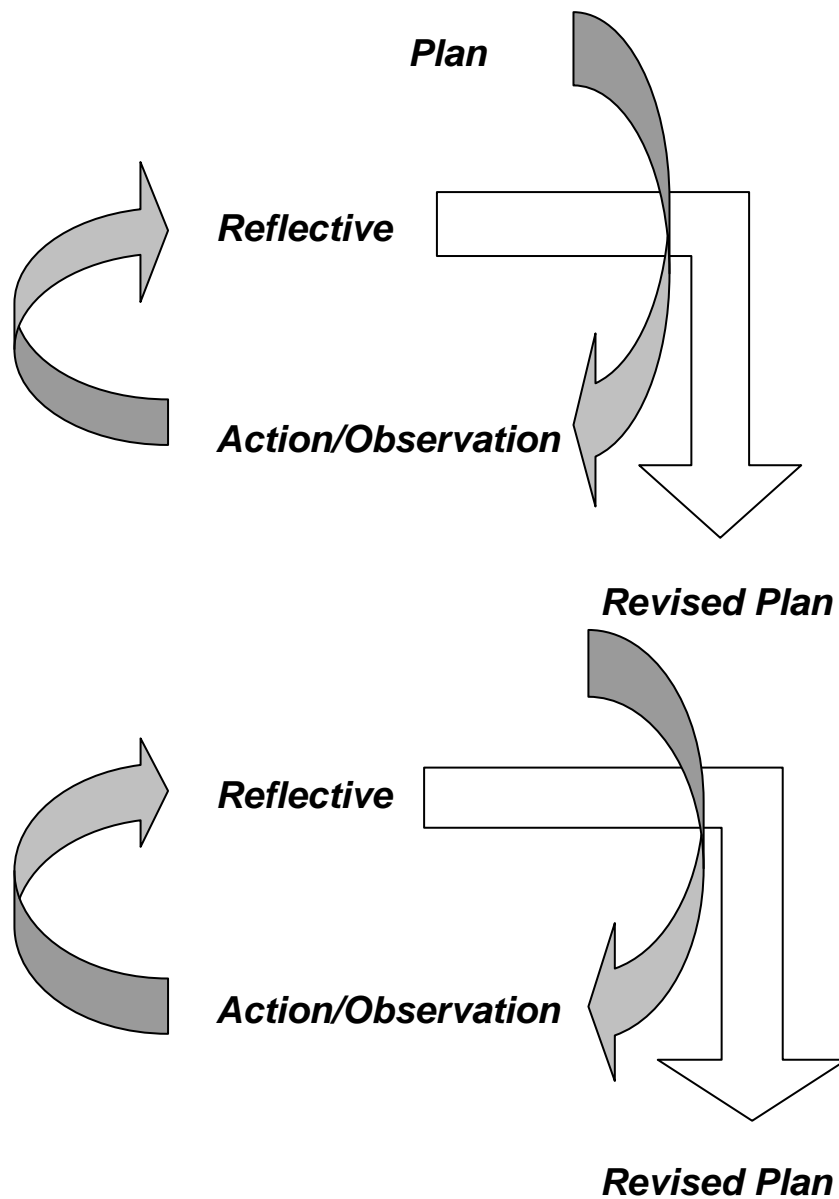 Plan
Reflective
Action/Observation
Revised Plan
Reflective
Action/Observation
Revised Plan